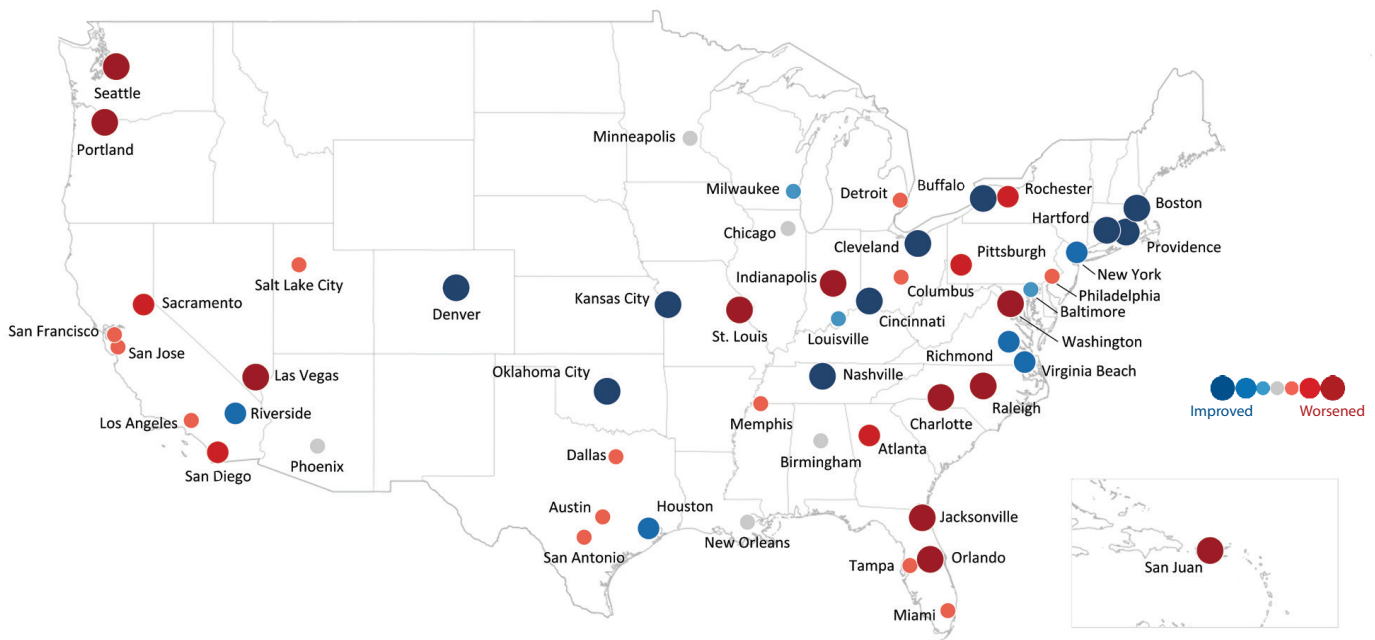 Seattle
Portland
Minneapolis
Milwaukee
Detroit
Buffalo
Rochester
Boston
Hartford
Chicago
Cleveland
Providence
Pittsburgh
New York
Indianapolis
Salt Lake City
Columbus
Philadelphia
Sacramento
Kansas City
Baltimore
Denver
Cincinnati
San Francisco
St. Louis
Louisville
Washington
San Jose
Richmond
Virginia Beach
Oklahoma City
Nashville
Las Vegas
Raleigh
Improved
Worsened
Riverside
Los Angeles
Memphis
Charlotte
Atlanta
Dallas
Birmingham
Phoenix
San Diego
Austin
Houston
Jacksonville
New Orleans
San Antonio
Orlando
Tampa
San Juan
Miami